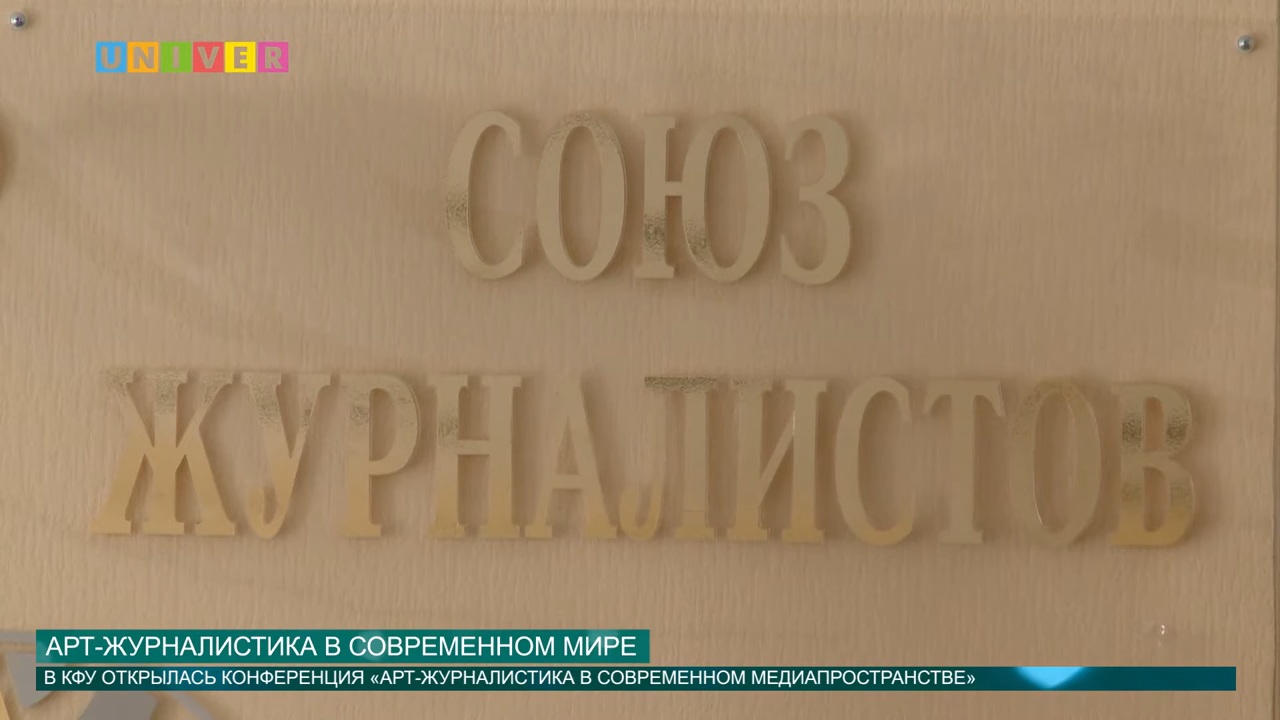 UNIVER
СОЮЗ
ЖУРНАЛИСТОВ
АРТ-ЖУРНАЛИСТИКА В СОВРЕМЕННОМ МИРЕ
В КФУ ОТКРЫЛАСЬ КОНФЕРЕНЦИЯ «АРТ-ЖУРНАЛИСТИКА В СОВРЕМЕННОМ МЕДИАПРОСТРАНСТВЕ»